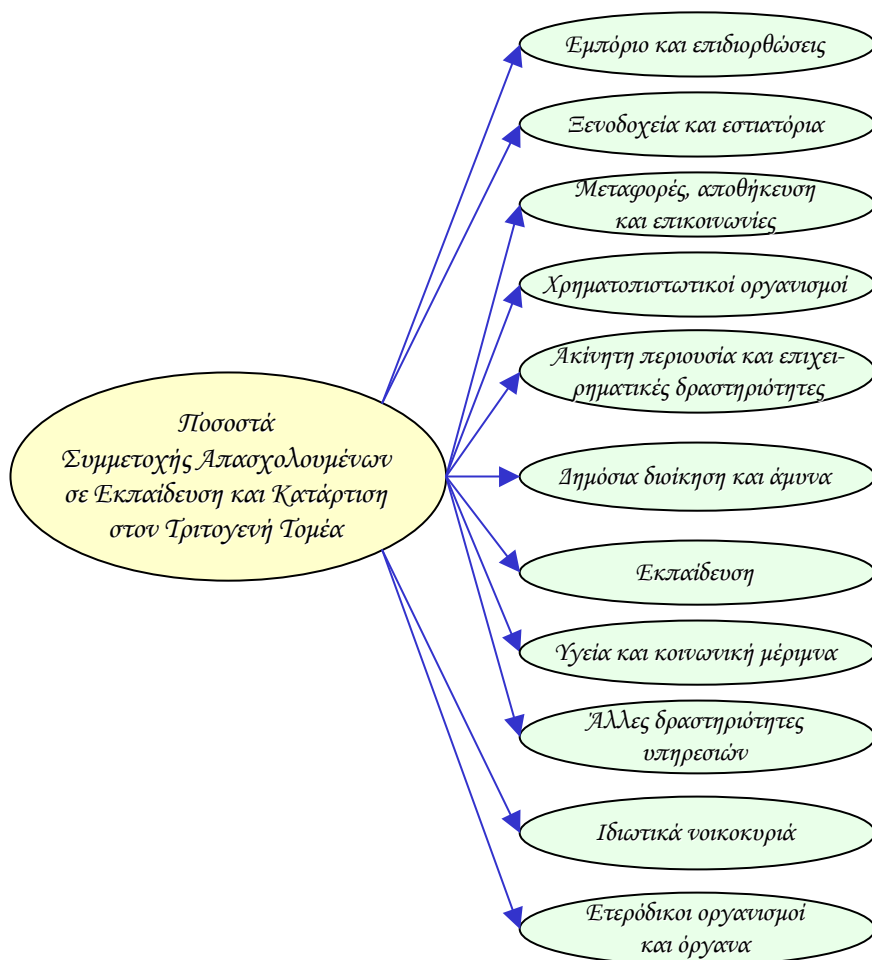 Εμπόριο και επιδιορθώσεις
Ξενοδοχεία και εστιατόρια
Μεταφορές, αποθήκευση
και επικοινωνίες
Χρηματοπιστωτικοί οργανισμοί
Ακίνητη περιουσία και επιχει-
ρηματικές δραστηριότητες
Ποσοστά
Συμμετοχής Απασχολουμένων
σε Εκπαίδευση και Κατάρτιση
στον Τριτογενή Τομέα
Δημόσια διοίκηση και άμυνα
Εκπαίδευση
Υγεία και κοινωνική μέριμνα
Άλλες δραστηριότητες
υπηρεσιών
Ιδιωτικά νοικοκυριά
Ετερόδικοι οργανισμοί
και όργανα